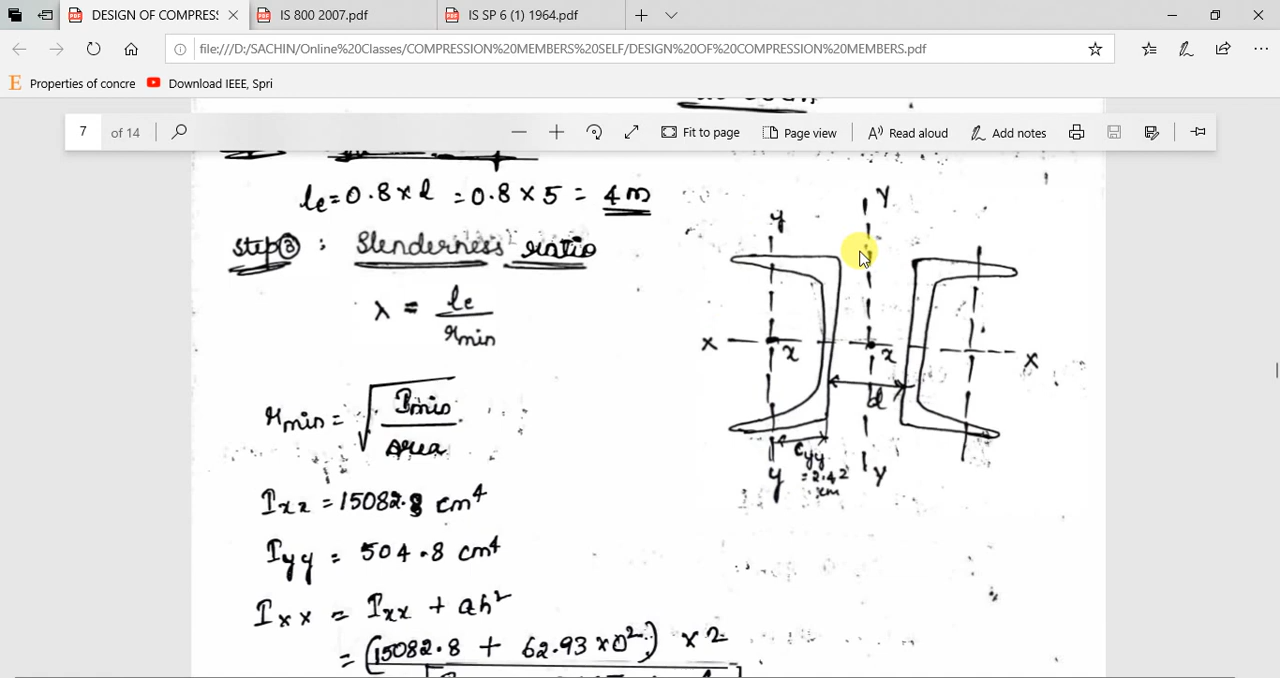 DESIGN OF COMPRESS
IS 800 2007.pdf
IS SP 6 (1) 1964.pdf
file:///D:/SACHIN/Online%20Classes/COMPRESSION%20MEMBERS%20SELF/DESIGN%20OF%20COMPRESSION%20MEMBERS.pdf
E Properties of concre
Download IEEE, Spri
7 of 14
Fit to page
Page view
Read aloud
Add notes
le = 0.8 × l = 0.8 × 5 = 4m
Step③ : Slenderness ratio
λ = le / rmin
rmin = √ Imin / Area
Ixx = 15082.8 cm⁴
Iyy = 504.8 cm⁴
Ixx = Ixx + ah²
= (15082.8 + 62.93 × 0²) × 2
y
Y
X
x
x
X
d
Cyy
= 2.42
cm
y
Y